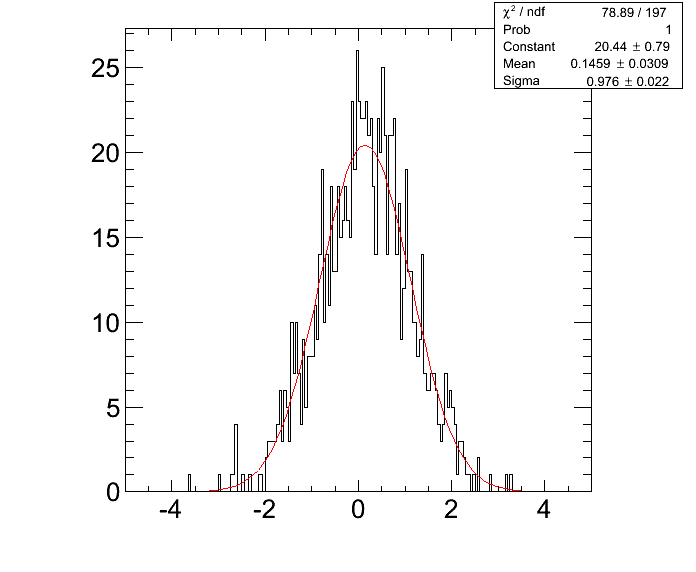 χ² / ndf 78.89 / 197
Prob 1
Constant 20.44 ± 0.79
Mean 0.1459 ± 0.0309
Sigma 0.976 ± 0.022
25
20
15
10
5
0
-4 -2 0 2 4